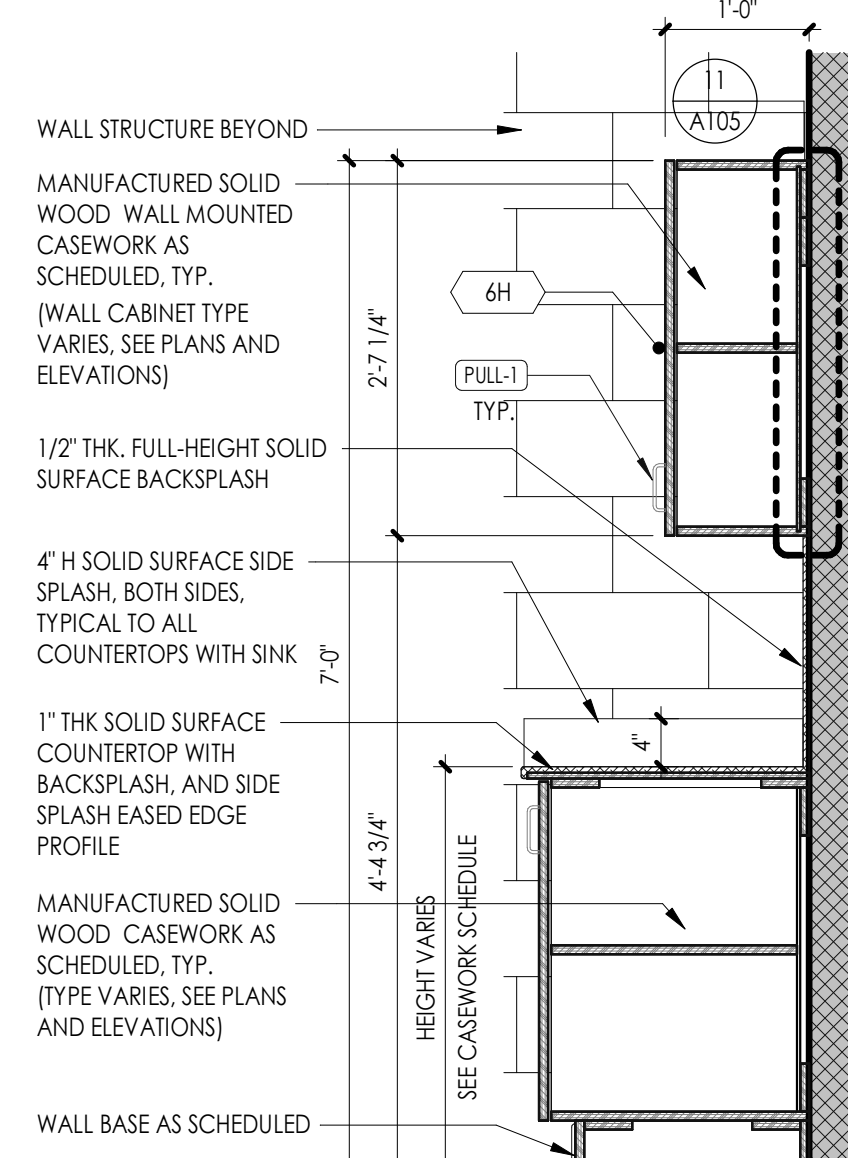 1'-0"
11
A105
WALL STRUCTURE BEYOND
MANUFACTURED SOLID
WOOD WALL MOUNTED
CASEWORK AS
SCHEDULED, TYP.
(WALL CABINET TYPE
VARIES, SEE PLANS AND
ELEVATIONS)
6H
2'-7 1/4"
PULL-1
TYP.
1/2" THK. FULL-HEIGHT SOLID
SURFACE BACKSPLASH
4" H SOLID SURFACE SIDE
SPLASH, BOTH SIDES,
TYPICAL TO ALL
COUNTERTOPS WITH SINK
7'-0"
1" THK SOLID SURFACE
COUNTERTOP WITH
BACKSPLASH, AND SIDE
SPLASH EASED EDGE
PROFILE
4"
4'-4 3/4"
HEIGHT VARIES
SEE CASEWORK SCHEDULE
MANUFACTURED SOLID
WOOD CASEWORK AS
SCHEDULED, TYP.
(TYPE VARIES, SEE PLANS
AND ELEVATIONS)
WALL BASE AS SCHEDULED